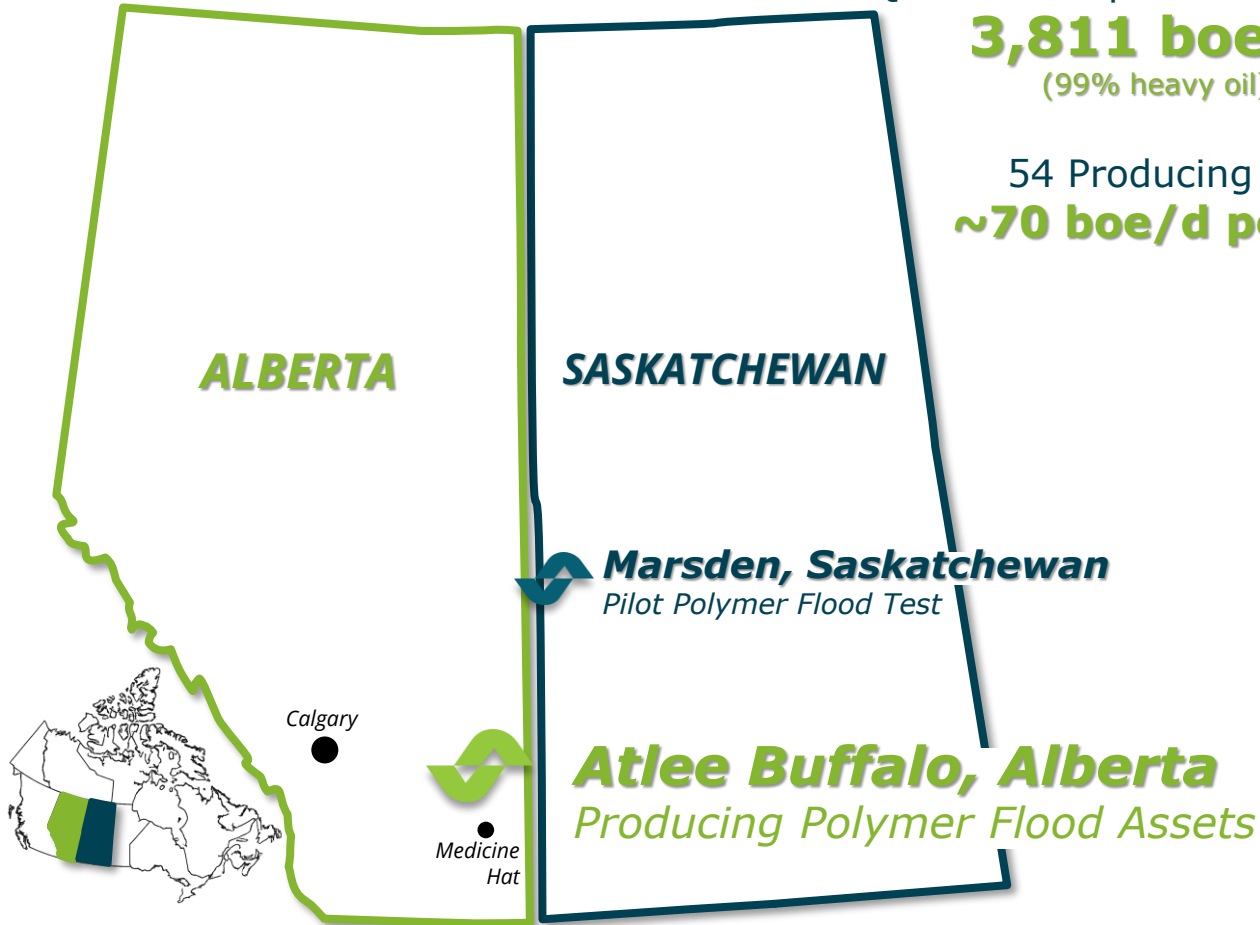 3,811 boe
(99% heavy oil)
54 Producing
~70 boe/d
ALBERTA
SASKATCHEWAN
Marsden, Saskatchewan
Pilot Polymer Flood Test
Calgary
Atlee Buffalo, Alberta
Producing Polymer Flood Assets
Medicine
Hat